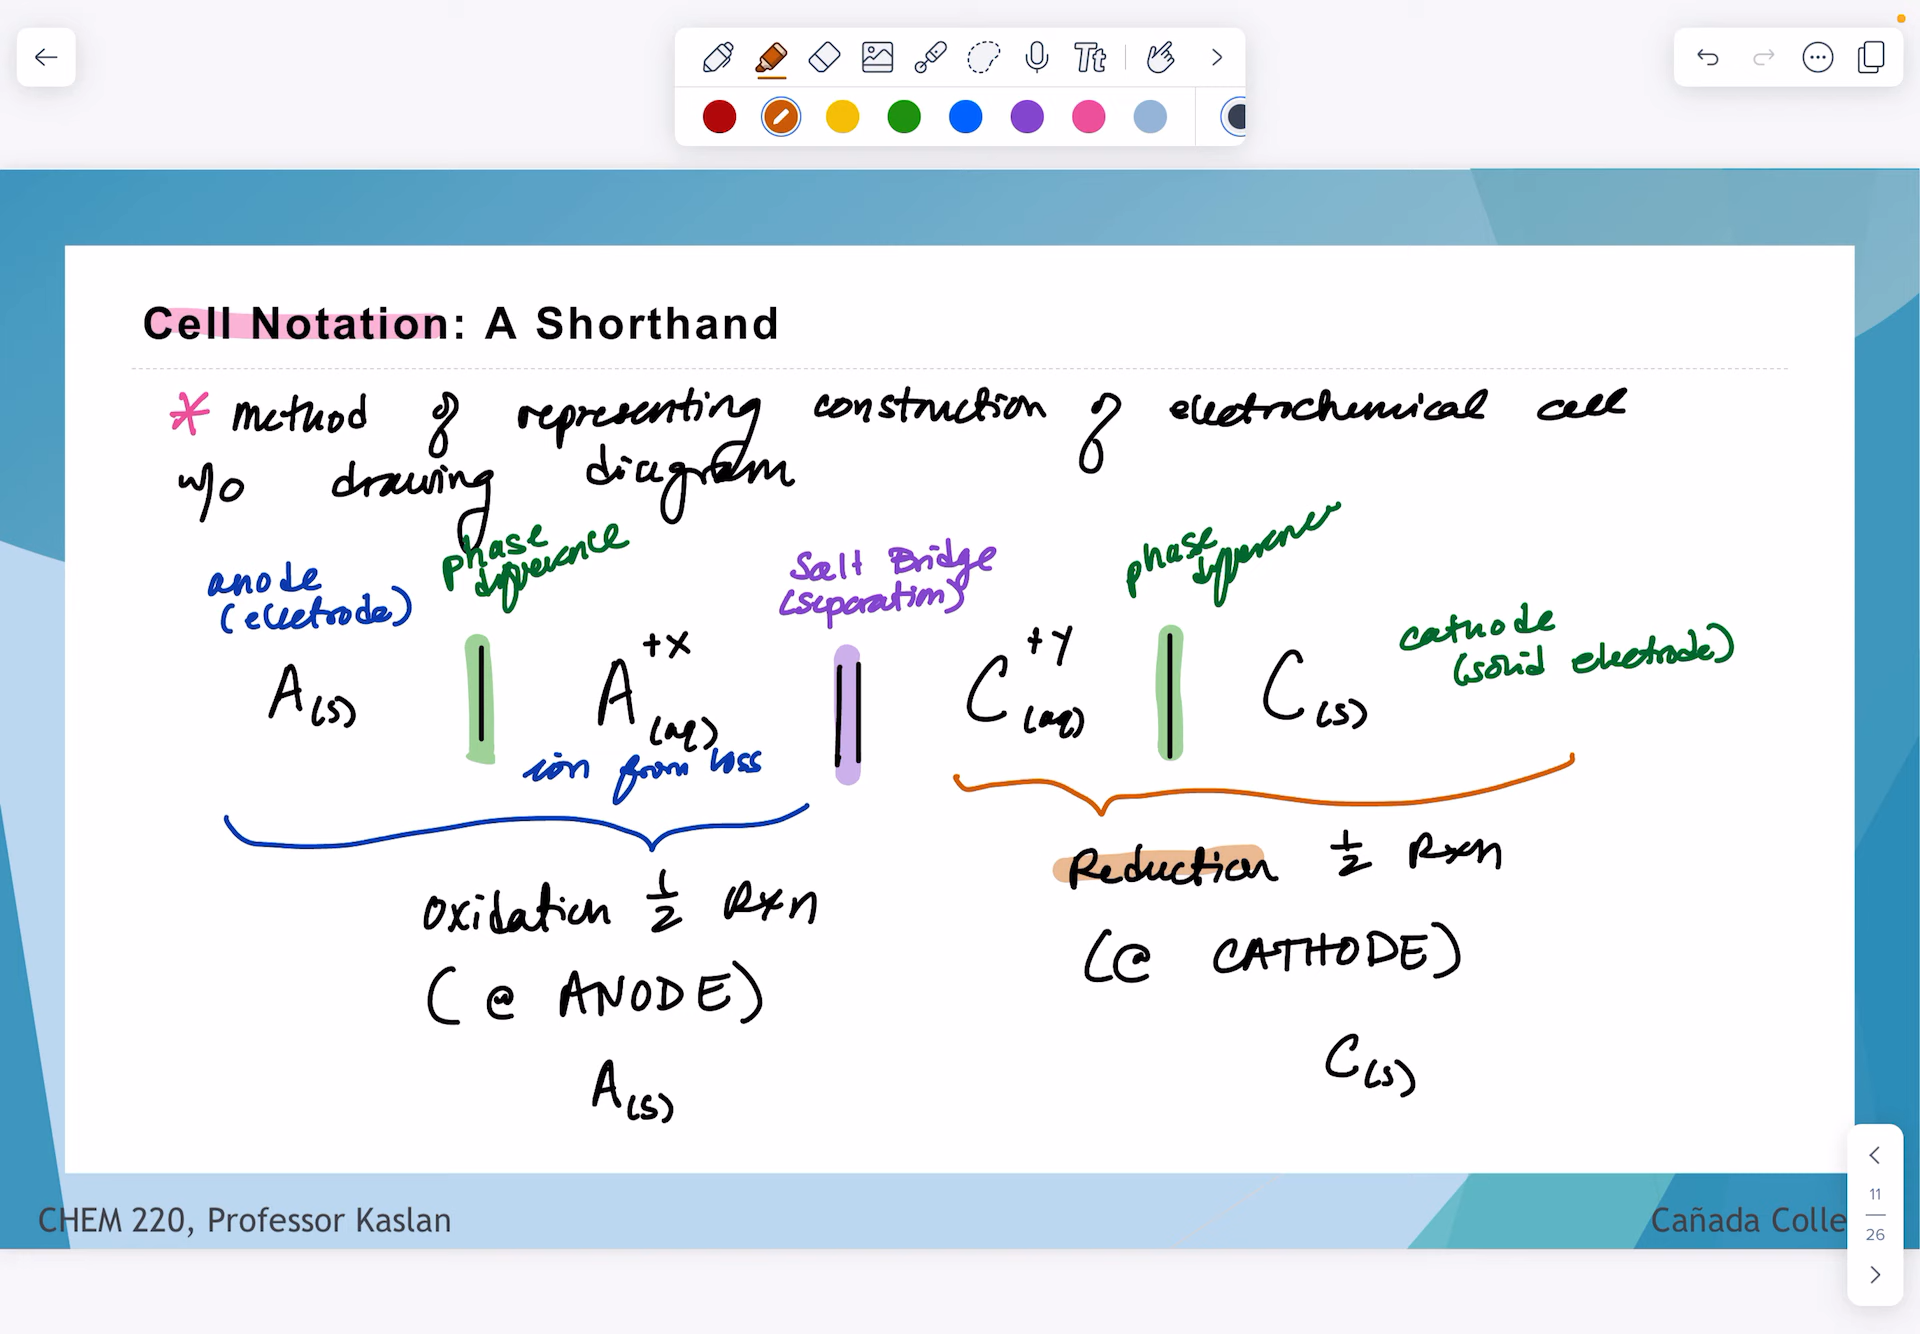 Tt
Cell Notation: A Shorthand
* method of representing construction of electrochemical cell
w/o drawing diagram
anode
(electrode)
phase
difference
Salt Bridge
(separation)
phase
difference
cathode
(solid electrode)
A(s) | A+x(aq) || C+y(aq) | C(s)
ion from loss
Oxidation 1/2 Rxn
(@ ANODE)
A(s)
Reduction 1/2 Rxn
(@ CATHODE)
C(s)
CHEM 220, Professor Kaslan
Cañada Colle
11
26